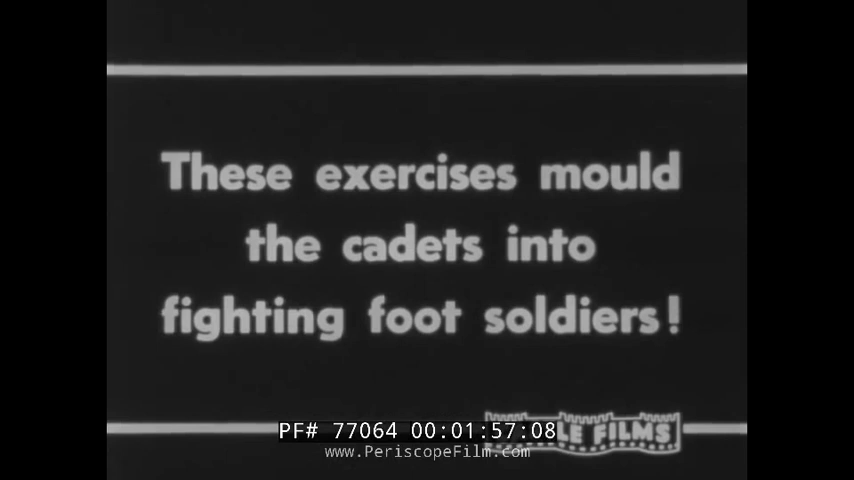 These exercises mould
the cadets into
fighting foot soldiers!
PF# 77064 00:01:57:08
LE FILMS
www.PeriscopeFilm.com